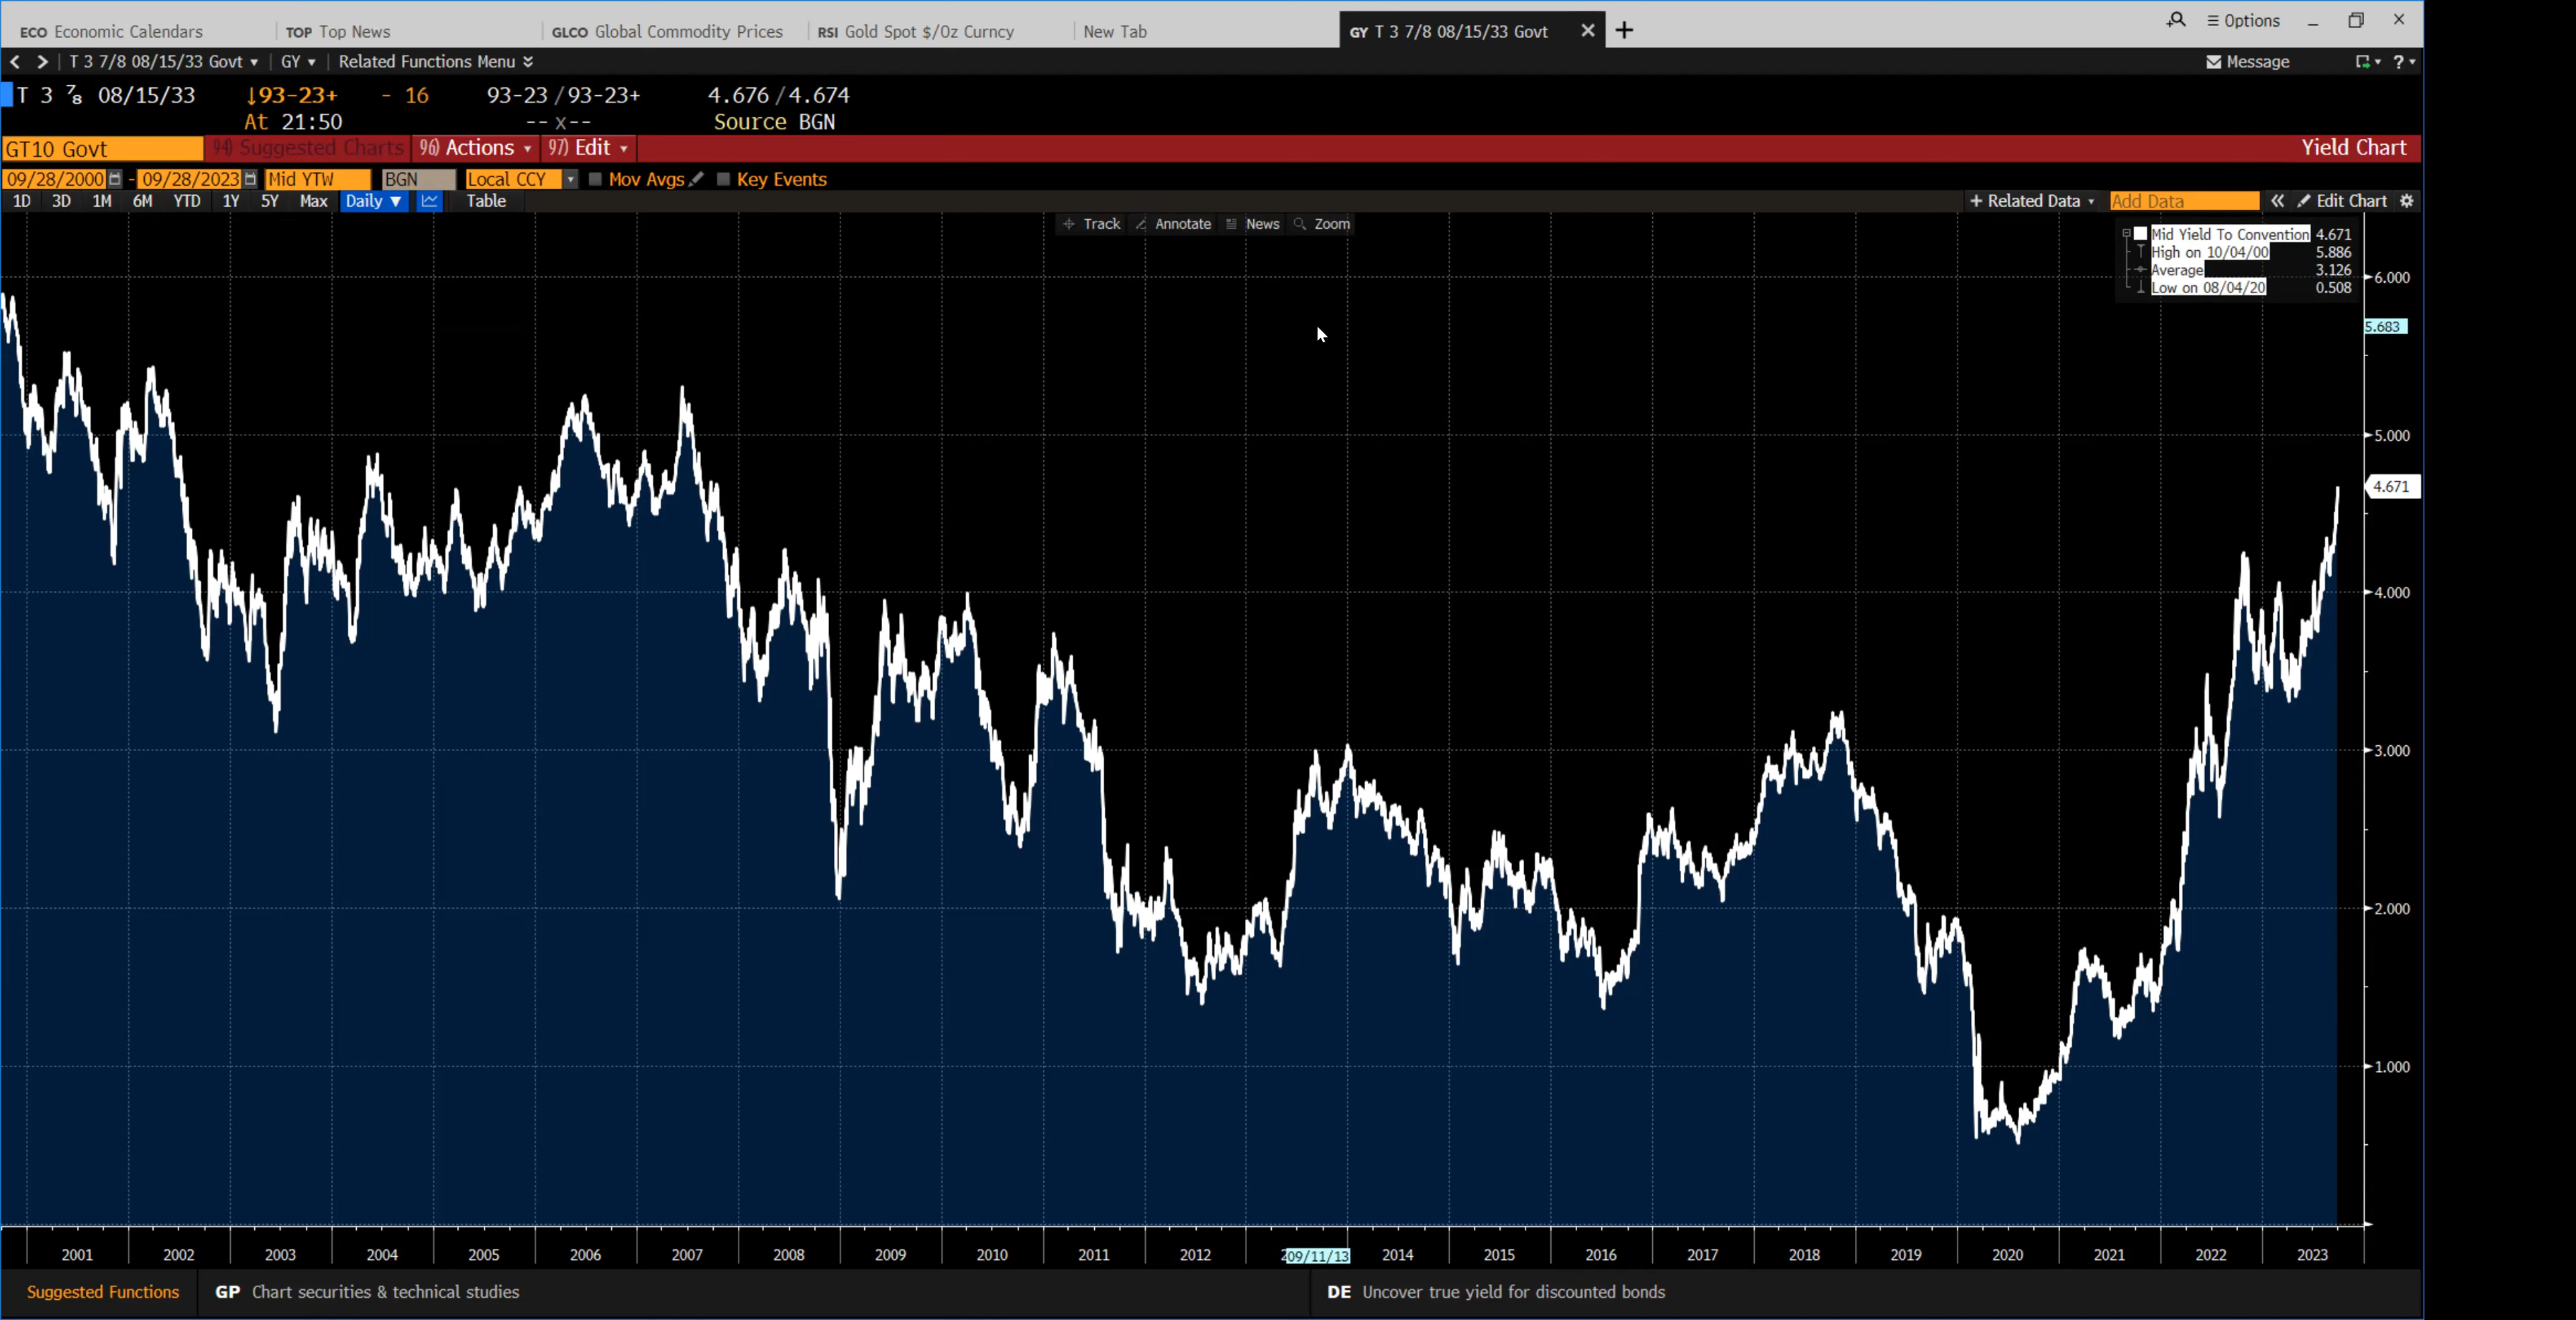 ECO Economic Calendars TOP Top News GLCO Global Commodity Prices RSI Gold Spot $/Oz Curncy New Tab GY T 3 7/8 08/15/33 Govt Options
T 3 7/8 08/15/33 Govt GY Related Functions Menu Message ?
T 3 ⅞ 08/15/33 ↓93-23+ - 16 93-23 / 93-23+ 4.676 / 4.674
At 21:50 -- x -- Source BGN
GT10 Govt 94) Suggested Charts 96) Actions 97) Edit Yield Chart
09/28/2000 - 09/28/2023 Mid YTW BGN Local CCY Mov Avgs Key Events
1D 3D 1M 6M YTD 1Y 5Y Max Daily ▼ Table + Related Data Add Data « Edit Chart
Track Annotate News Zoom
Mid Yield To Convention 4.671
High on 10/04/00 5.886
Average 3.126
Low on 08/04/20 0.508
6.000
5.683
5.000
4.671
4.000
3.000
2.000
1.000
2001 2002 2003 2004 2005 2006 2007 2008 2009 2010 2011 2012 09/11/13 2014 2015 2016 2017 2018 2019 2020 2021 2022 2023
Suggested Functions GP Chart securities & technical studies DE Uncover true yield for discounted bonds